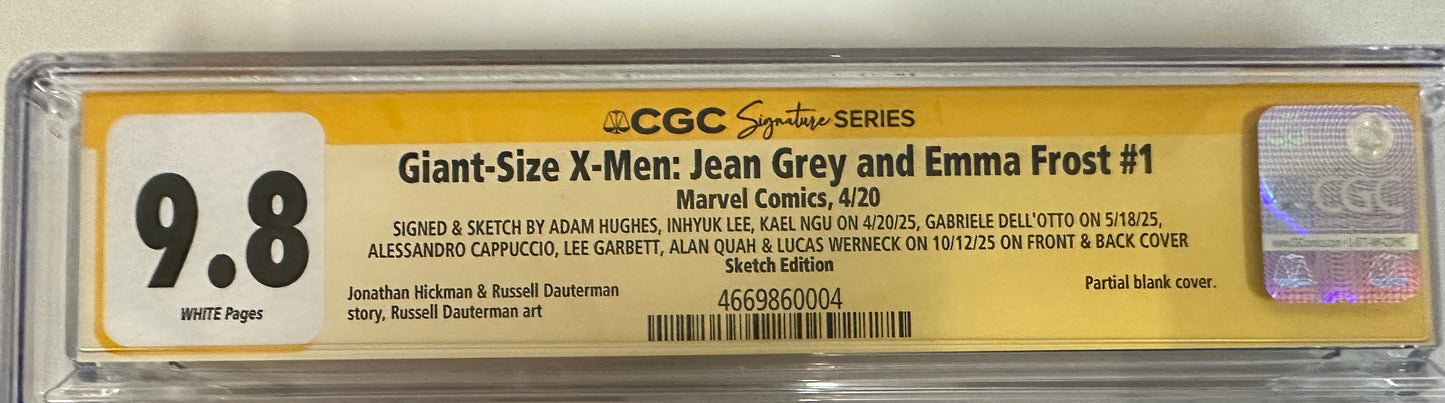 CGC Signature SERIES
9.8
WHITE Pages
Giant-Size X-Men: Jean Grey and Emma Frost #1
Marvel Comics, 4/20
SIGNED & SKETCH BY ADAM HUGHES, INHYUK LEE, KAEL NGU ON 4/20/25, GABRIELE DELL'OTTO ON 5/18/25,
ALESSANDRO CAPPUCCIO, LEE GARBETT, ALAN QUAH & LUCAS WERNECK ON 10/12/25 ON FRONT & BACK COVER
Sketch Edition
Jonathan Hickman & Russell Dauterman
story, Russell Dauterman art
4669860004
Partial blank cover.
CGC